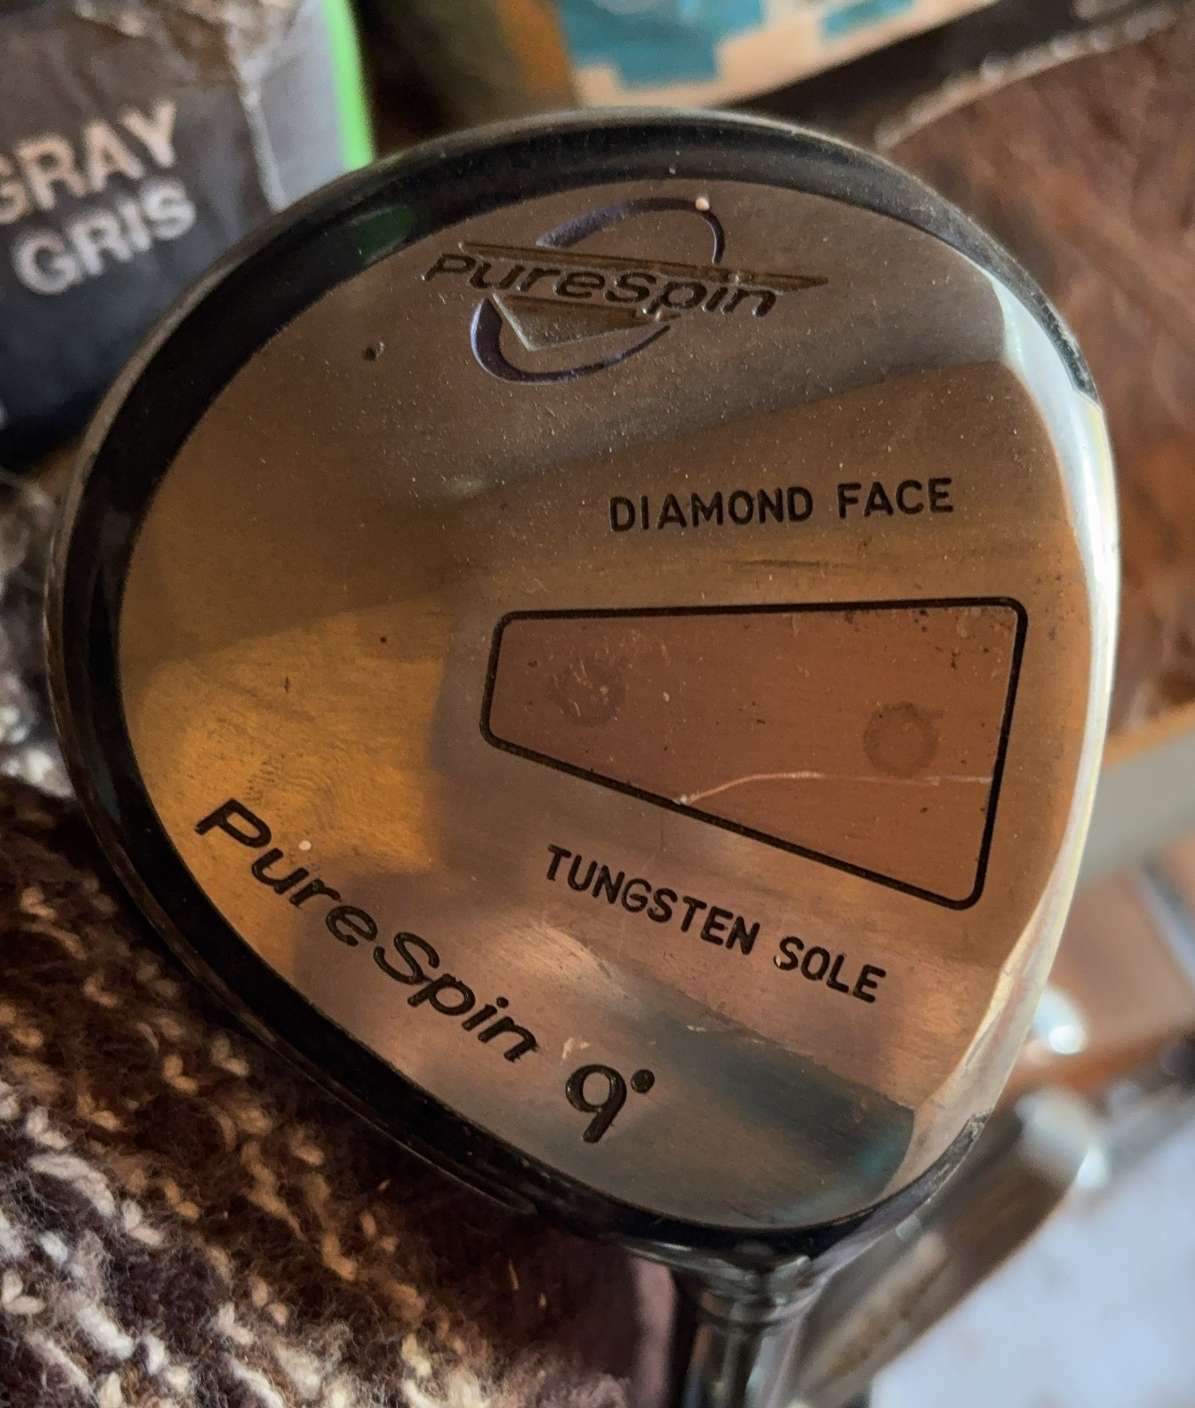 GRAY
GRIS
PureSpin
DIAMOND FACE
TUNGSTEN SOLE
PureSpin 9°